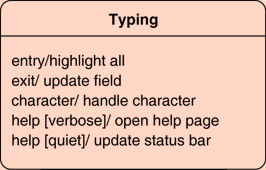 Typing
entry/highlight all
exit/ update field
character/ handle character
help [verbose]/ open help page
help [quiet]/ update status bar